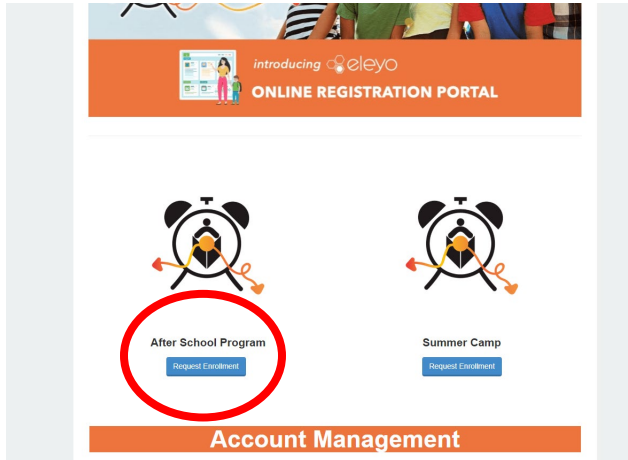 introducing eleyo
ONLINE REGISTRATION PORTAL
After School Program
Request Enrollment
Summer Camp
Request Enrollment
Account Management